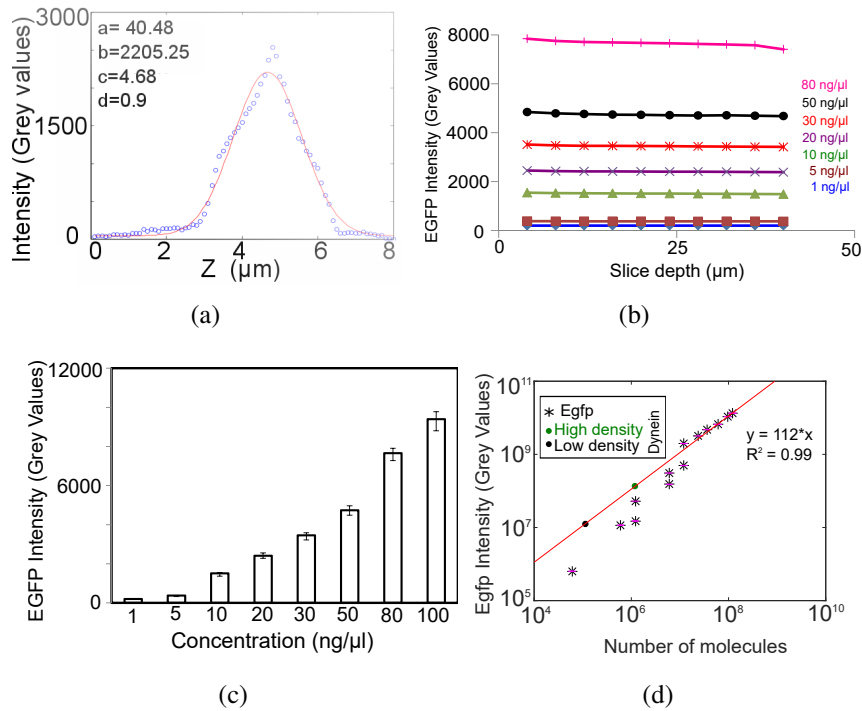 3000
a= 40.48
b=2205.25
c=4.68
d=0.9
1500
0
Intensity (Grey values)
0 2 4 6 8
Z (µm)
(a)
8000
6000
4000
2000
0
EGFP Intensity (Grey Values)
80 ng/µl
50 ng/µl
30 ng/µl
20 ng/µl
10 ng/µl
5 ng/µl
1 ng/µl
0 25 50
Slice depth (µm)
(b)
12000
6000
0
EGFP Intensity (Grey Values)
1 5 10 20 30 50 80 100
Concentration (ng/µl)
(c)
10¹¹
10⁹
10⁷
10⁵
Egfp Intensity (Grey Values)
Egfp
High density
Low density
Dynein
y = 112*x
R² = 0.99
10⁴ 10⁶ 10⁸ 10¹⁰
Number of molecules
(d)